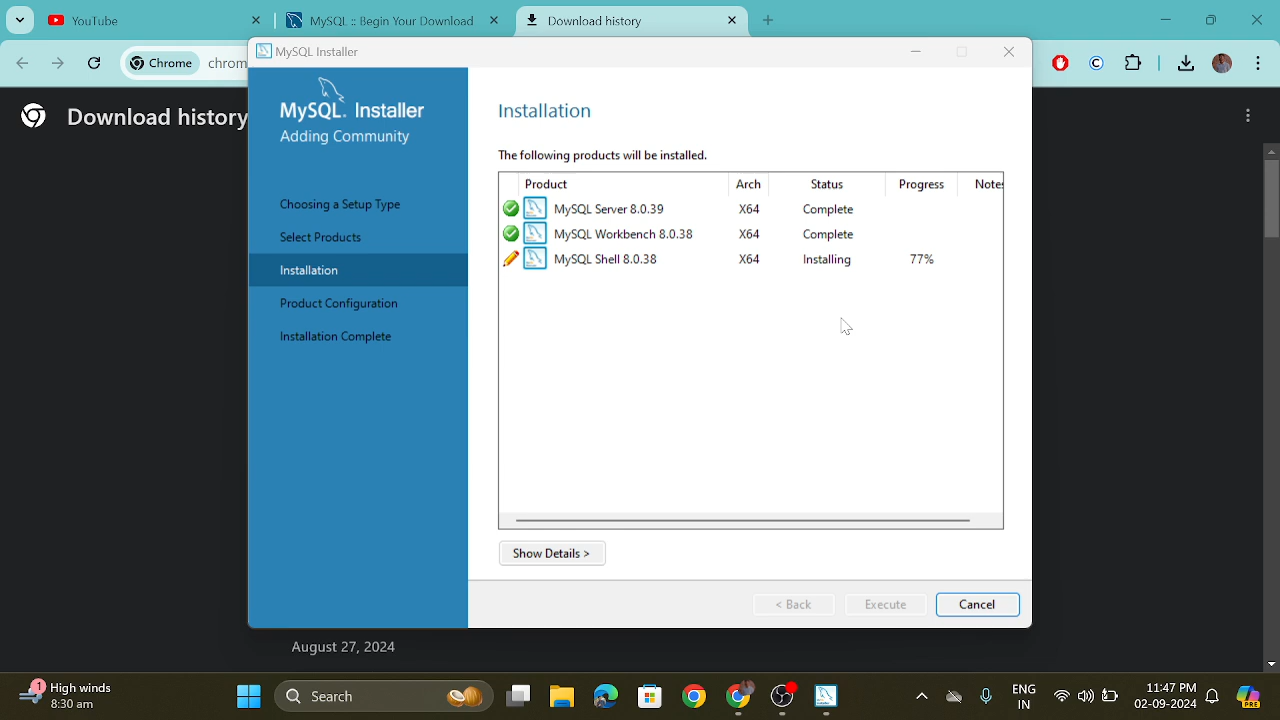 YouTube
MySQL :: Begin Your Download
Download history
Chrome
chrom
Download history
MySQL Installer
MySQL. Installer
Adding Community
Choosing a Setup Type
Select Products
Installation
Product Configuration
Installation Complete
Installation
The following products will be installed.
Product Arch Status Progress Notes
MySQL Server 8.0.39 X64 Complete
MySQL Workbench 8.0.38 X64 Complete
MySQL Shell 8.0.38 X64 Installing 77%
Show Details >
< Back Execute Cancel
August 27, 2024
1
High winds
8:30 am
Search
ENG
IN
11:47 PM
02-09-2024